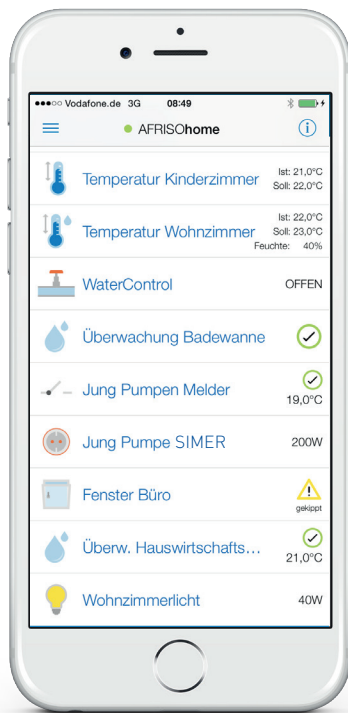 Vodafone.de 3G 08:49
AFRISOhome
Temperatur Kinderzimmer
Ist: 21,0°C
Soll: 22,0°C
Temperatur Wohnzimmer
Ist: 22,0°C
Soll: 23,0°C
Feuchte: 40%
WaterControl OFFEN
Überwachung Badewanne
Jung Pumpen Melder
19,0°C
Jung Pumpe SIMER 200W
Fenster Büro
gekippt
Überw. Hauswirtschafts...
21,0°C
Wohnzimmerlicht 40W